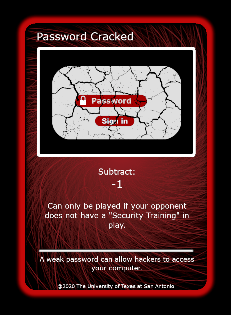 Password Cracked
Password
Sign in
Subtract:
-1
Can only be played if your opponent
does not have a "Security Training" in
play.
A weak password can allow hackers to access
your computer.
©2020 The University of Texas at San Antonio